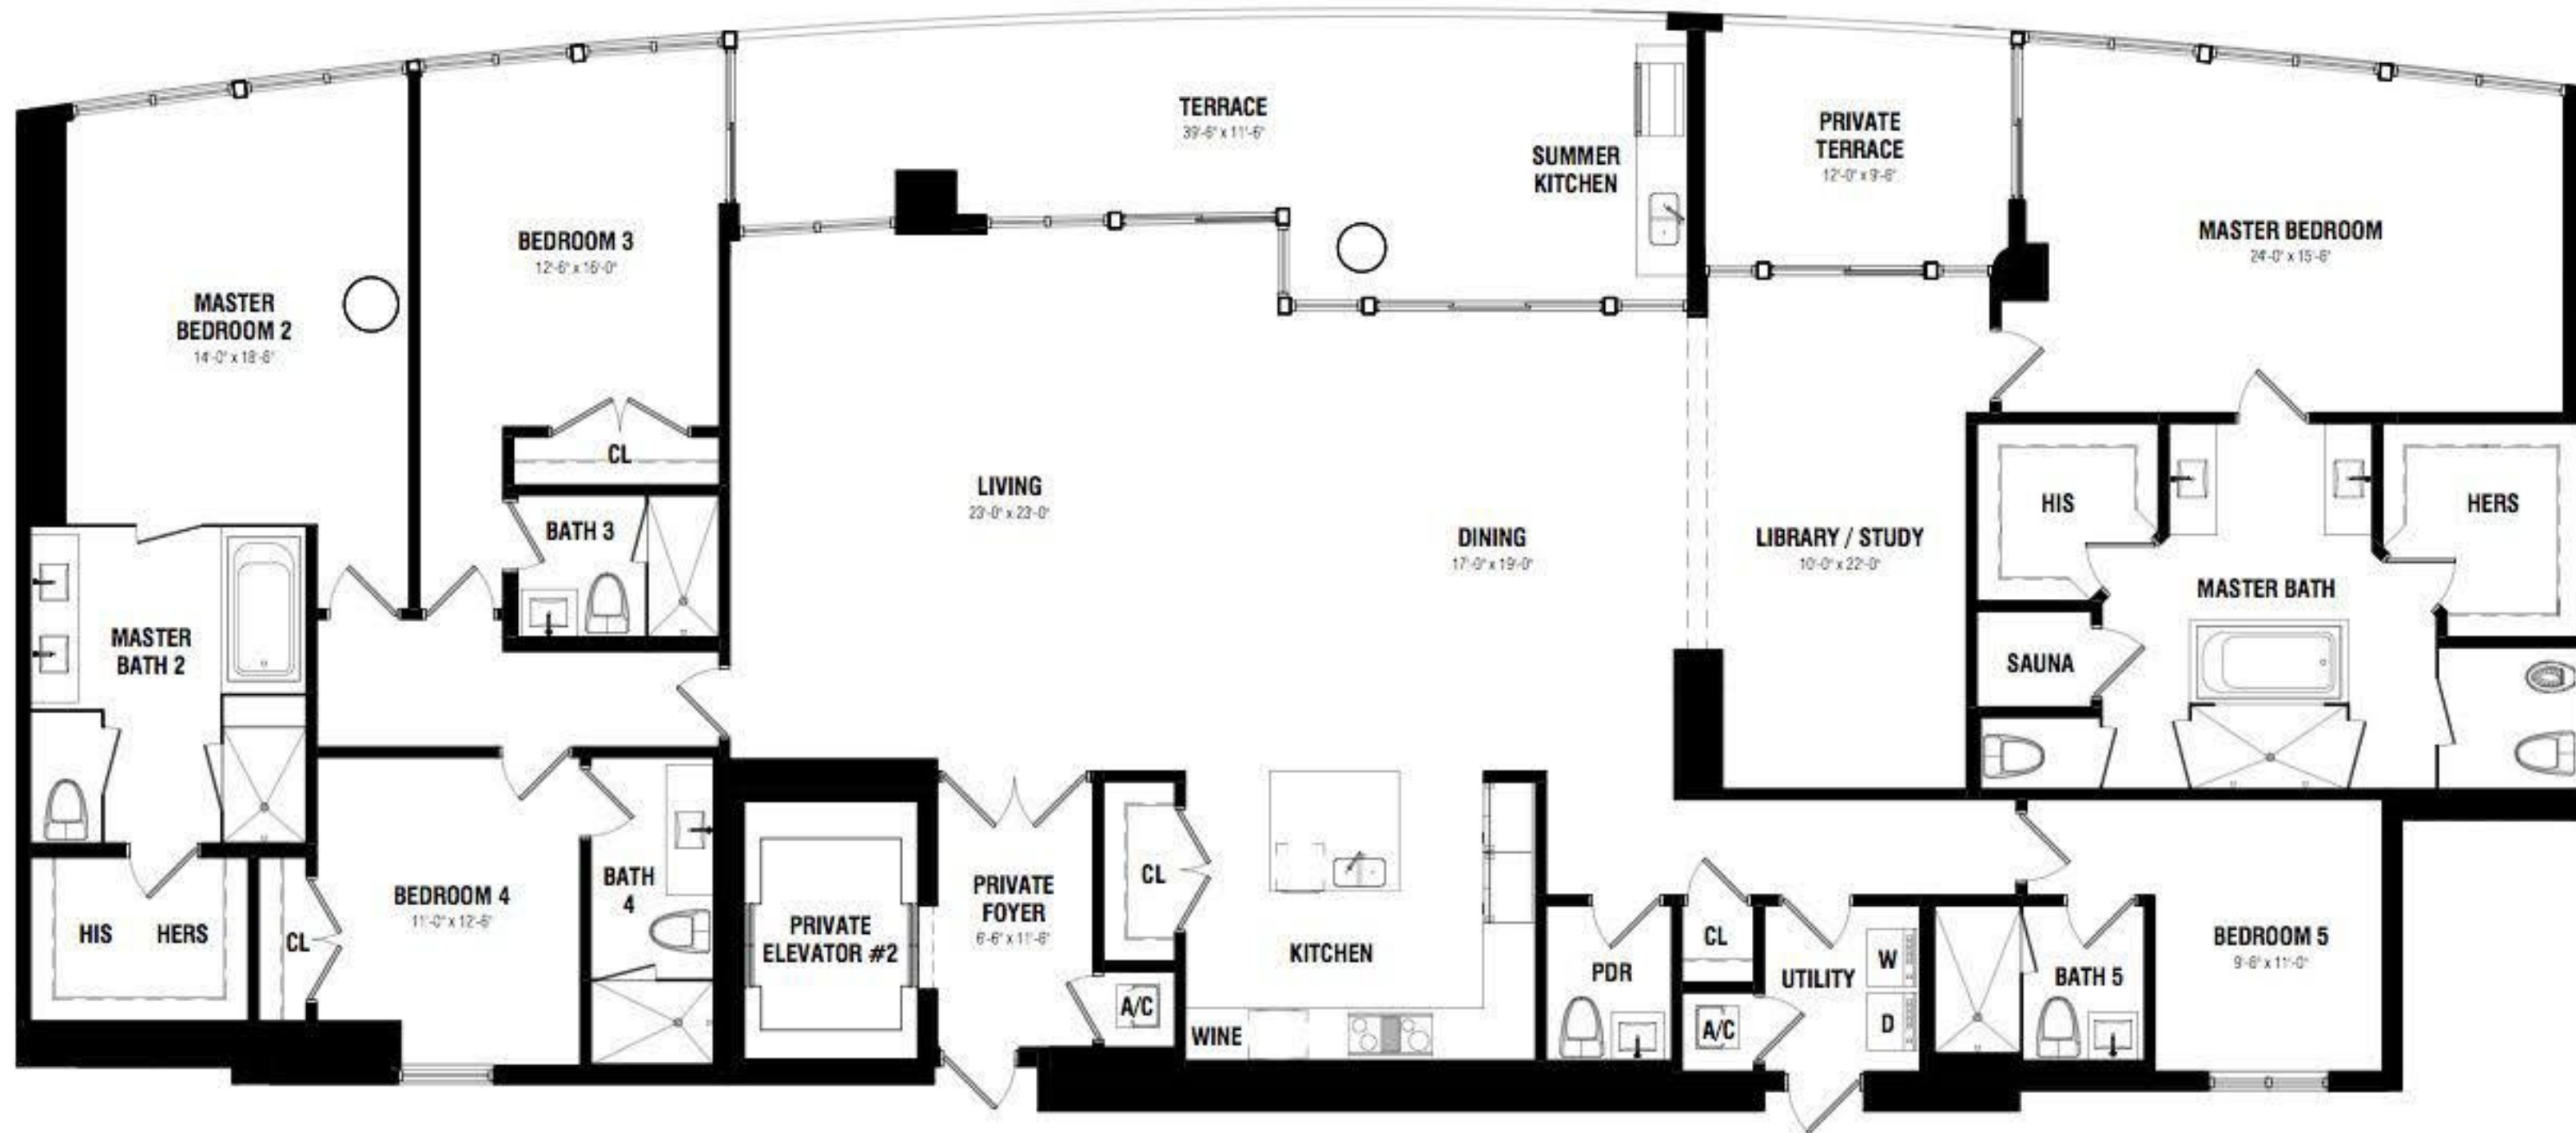 TERRACE
39'-6" x 11'-6"
SUMMER
KITCHEN
PRIVATE
TERRACE
12'-0" x 9'-6"
MASTER BEDROOM
24'-0" x 15'-6"
BEDROOM 3
12'-6" x 16'-0"
MASTER
BEDROOM 2
14'-0" x 18'-6"
CL
LIVING
23'-0" x 23'-0"
DINING
17'-0" x 19'-0"
LIBRARY / STUDY
10'-0" x 22'-0"
HIS
HERS
BATH 3
MASTER BATH
MASTER
BATH 2
SAUNA
BEDROOM 4
11'-0" x 12'-6"
BATH
4
CL
HIS
HERS
PRIVATE
ELEVATOR #2
PRIVATE
FOYER
6'-6" x 11'-6"
CL
A/C
KITCHEN
WINE
PDR
CL
A/C
UTILITY
W
D
BATH 5
BEDROOM 5
9'-6" x 11'-0"